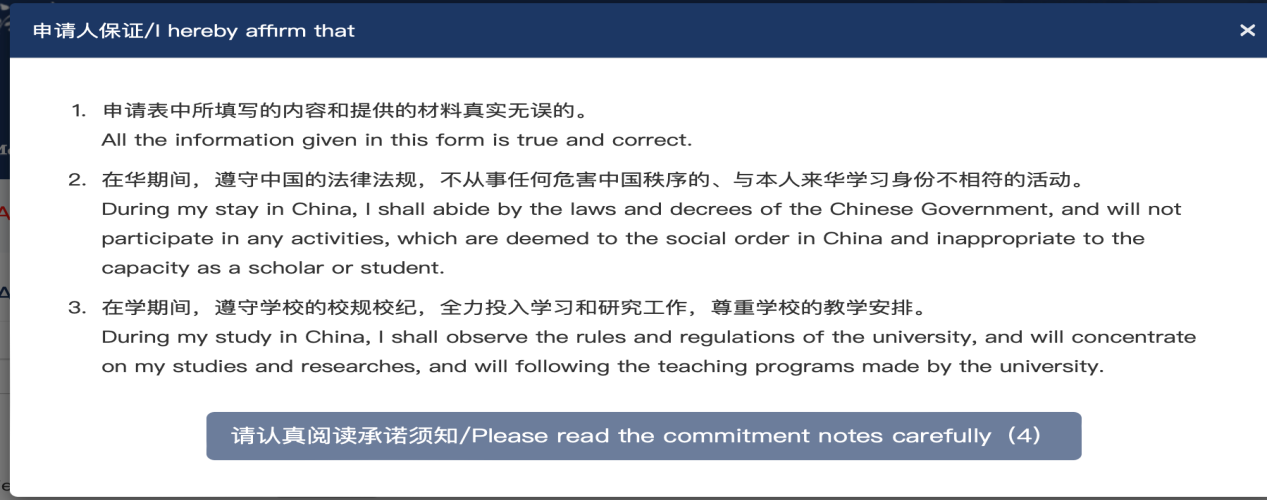 申请人保证/I hereby affirm that
1. 申请表中所填写的内容和提供的材料真实无误的。
All the information given in this form is true and correct.
2. 在华期间，遵守中国的法律法规，不从事任何危害中国秩序的、与本人来华学习身份不相符的活动。
During my stay in China, I shall abide by the laws and decrees of the Chinese Government, and will not
participate in any activities, which are deemed to the social order in China and inappropriate to the
capacity as a scholar or student.
3. 在学期间，遵守学校的校规校纪，全力投入学习和研究工作，尊重学校的教学安排。
During my study in China, I shall observe the rules and regulations of the university, and will concentrate
on my studies and researches, and will following the teaching programs made by the university.
请认真阅读承诺须知/Please read the commitment notes carefully（4）